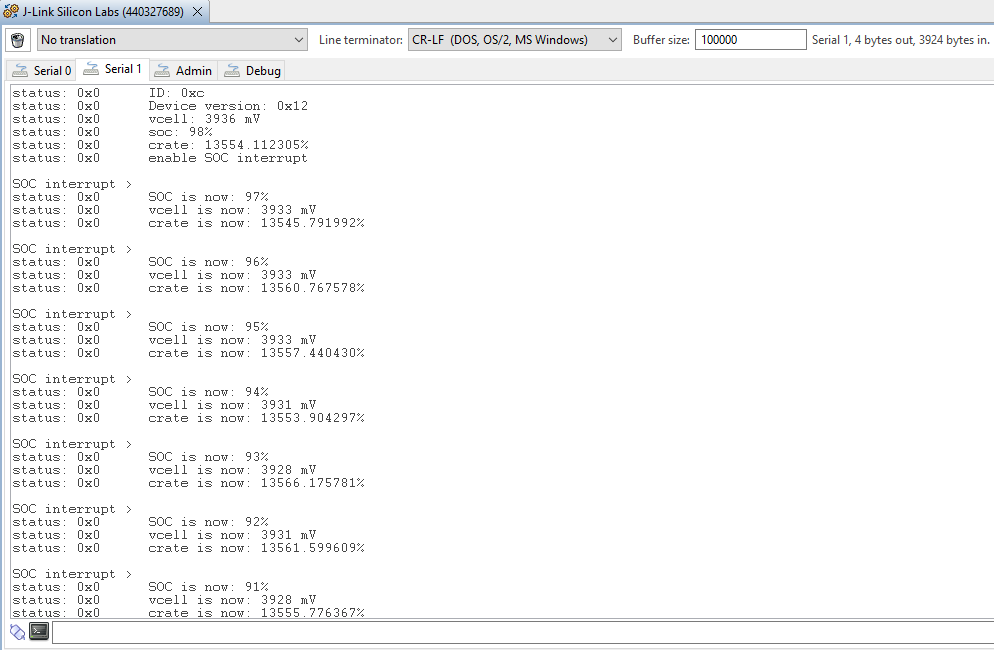 J-Link Silicon Labs (440327689)
No translation Line terminator: CR-LF (DOS, OS/2, MS Windows) Buffer size: 100000 Serial 1, 4 bytes out, 3924 bytes in.
Serial 0 Serial 1 Admin Debug
status: 0x0 ID: 0xc
status: 0x0 Device version: 0x12
status: 0x0 vcell: 3936 mV
status: 0x0 soc: 98%
status: 0x0 crate: 13554.112305%
status: 0x0 enable SOC interrupt
SOC interrupt >
status: 0x0 SOC is now: 97%
status: 0x0 vcell is now: 3933 mV
status: 0x0 crate is now: 13545.791992%
SOC interrupt >
status: 0x0 SOC is now: 96%
status: 0x0 vcell is now: 3933 mV
status: 0x0 crate is now: 13560.767578%
SOC interrupt >
status: 0x0 SOC is now: 95%
status: 0x0 vcell is now: 3933 mV
status: 0x0 crate is now: 13557.440430%
SOC interrupt >
status: 0x0 SOC is now: 94%
status: 0x0 vcell is now: 3931 mV
status: 0x0 crate is now: 13553.904297%
SOC interrupt >
status: 0x0 SOC is now: 93%
status: 0x0 vcell is now: 3928 mV
status: 0x0 crate is now: 13566.175781%
SOC interrupt >
status: 0x0 SOC is now: 92%
status: 0x0 vcell is now: 3931 mV
status: 0x0 crate is now: 13561.599609%
SOC interrupt >
status: 0x0 SOC is now: 91%
status: 0x0 vcell is now: 3928 mV
status: 0x0 crate is now: 13555.776367%